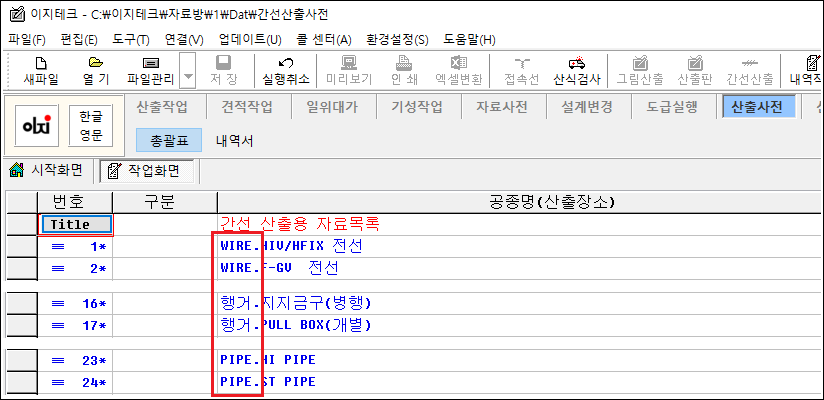 이지테크 - C:\이지테크\자료방\1\Dat\간선산출사전
파일(F) 편집(E) 도구(T) 연결(V) 업데이트(U) 콜 센터(A) 환경설정(S) 도움말(H)
새파일 열 기 파일관리 저 장 실행취소 미리보기 인 쇄 엑셀변환 접속선 산식검사 그림산출 산출판 간선산출 내역작
이지 한글 영문 산출작업 견적작업 일위대가 기성작업 자료사전 설계변경 도급실행 산출사전
총괄표 내역서
시작화면 작업화면
번호 구분 공종명(산출장소)
Title 간선 산출용 자료목록
1* WIRE.HIV/HFIX 전선
2* WIRE.F-GV 전선
16* 행거.지지금구(병행)
17* 행거.PULL BOX(개별)
23* PIPE.HI PIPE
24* PIPE.ST PIPE